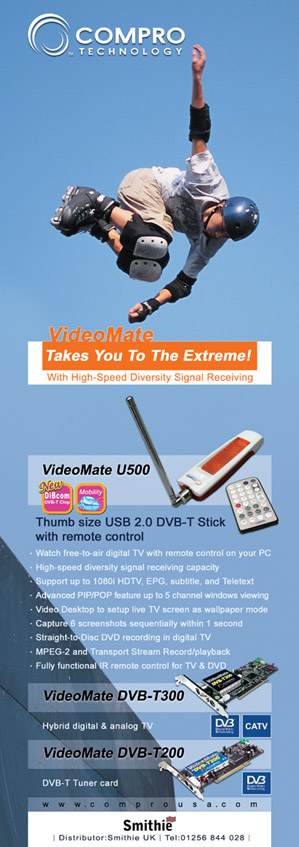 COMPRO
TECHNOLOGY
VideoMate
Takes You To The Extreme!
With High-Speed Diversity Signal Receiving
VideoMate U500
New
DiBcom
DVB-T Chip
Mobility
Thumb size USB 2.0 DVB-T Stick
with remote control
· Watch free-to-air digital TV with remote control on your PC
· High-speed diversity signal receiving capacity
· Support up to 1080i HDTV, EPG, subtitle, and Teletext
· Advanced PIP/POP feature up to 5 channel windows viewing
· Video Desktop to setup live TV screen as wallpaper mode
· Capture 6 screenshots sequentially within 1 second
· Straight-to-Disc DVD recording in digital TV
· MPEG-2 and Transport Stream Record/playback
· Fully functional IR remote control for TV & DVD
VideoMate DVB-T300
Hybrid digital & analog TV
DVB
CATV
VideoMate DVB-T200
DVB-T Tuner card
DVB
www.comprousa.com
Smithie
| Distributor:Smithie UK | Tel:01256 844 028 |